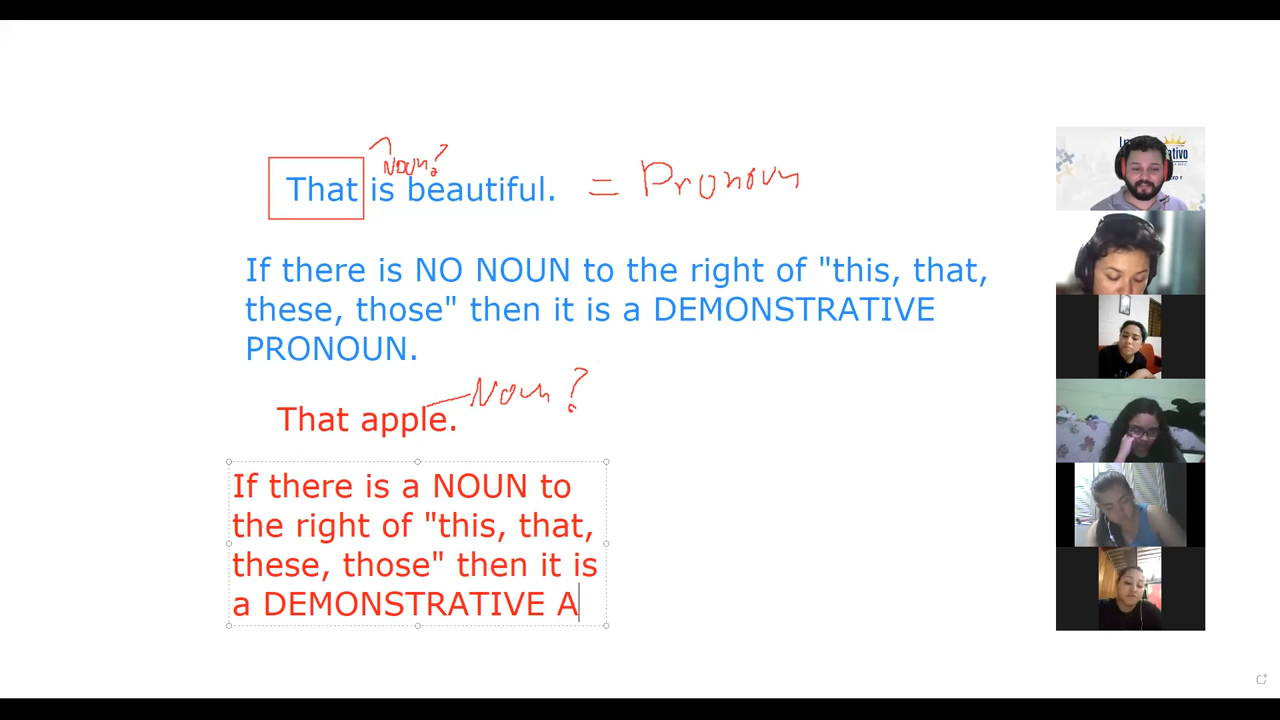 Noun?
That is beautiful. = Pronoun
If there is NO NOUN to the right of "this, that,
these, those" then it is a DEMONSTRATIVE
PRONOUN.
Noun?
That apple.
If there is a NOUN to
the right of "this, that,
these, those" then it is
a DEMONSTRATIVE A